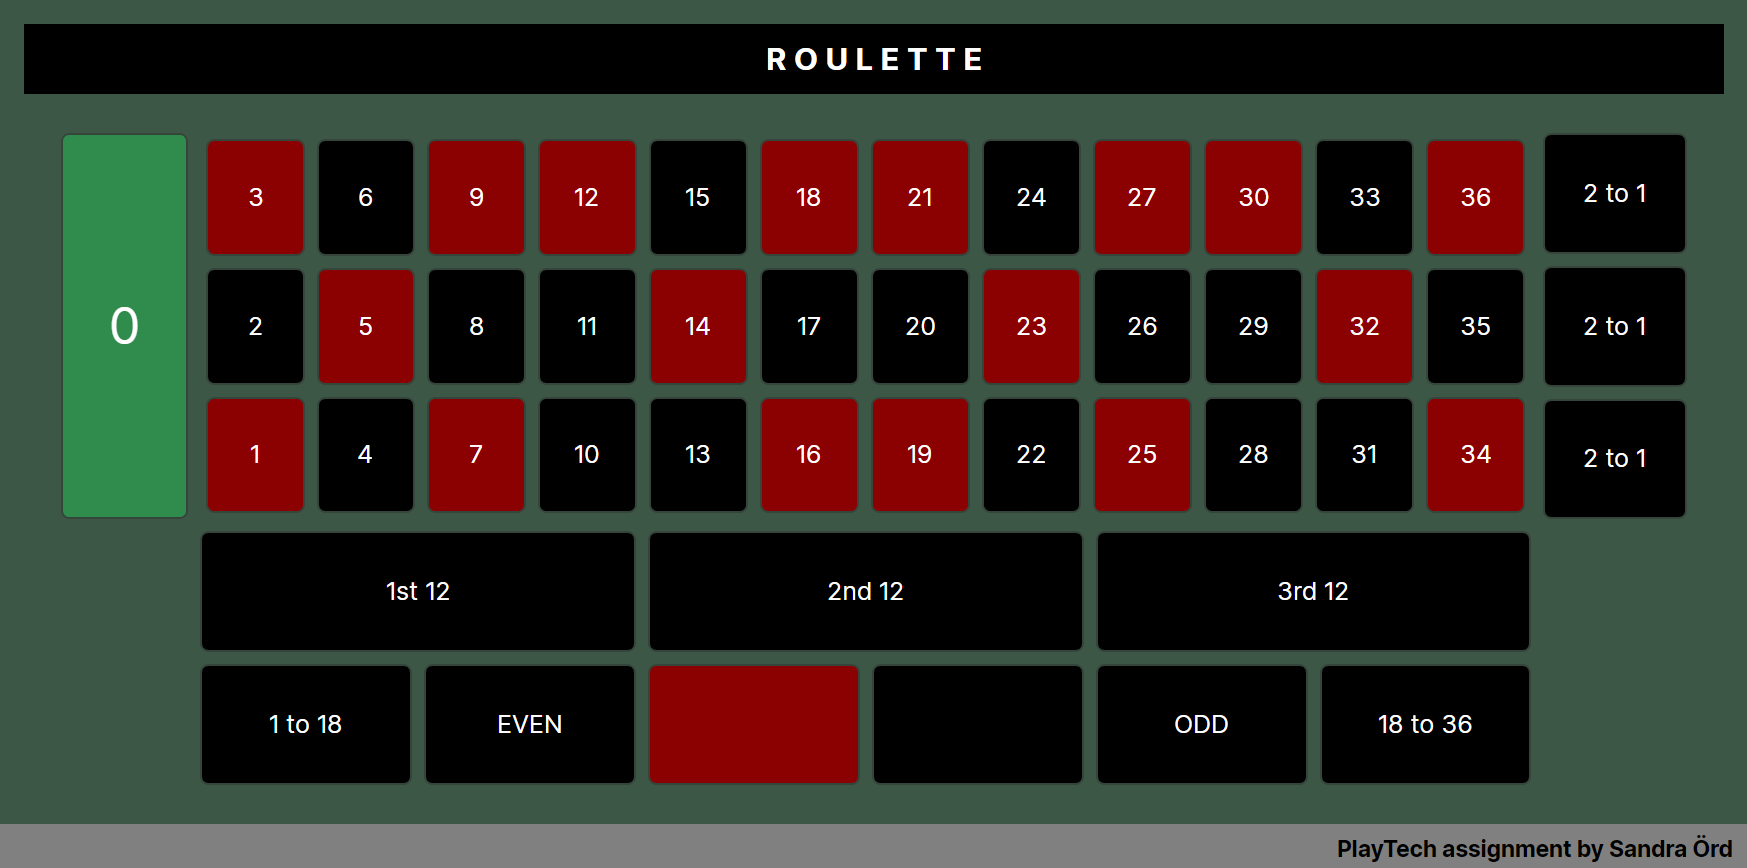 ROULETTE
3 6 9 12 15 18 21 24 27 30 33 36 2 to 1
0 2 5 8 11 14 17 20 23 26 29 32 35 2 to 1
1 4 7 10 13 16 19 22 25 28 31 34 2 to 1
1st 12 2nd 12 3rd 12
1 to 18 EVEN ODD 18 to 36
PlayTech assignment by Sandra Örd